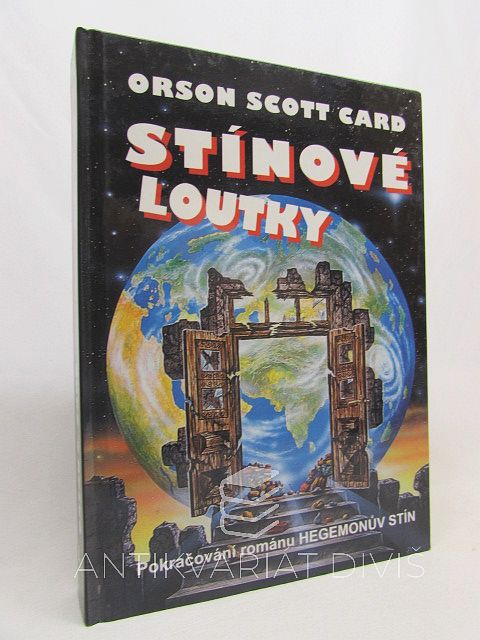 ORSON SCOTT CARD
STÍNOVÉ
LOUTKY
Pokračování románu HEGEMONŮV STÍN
ANTIKVARIÁT DIVIŠ